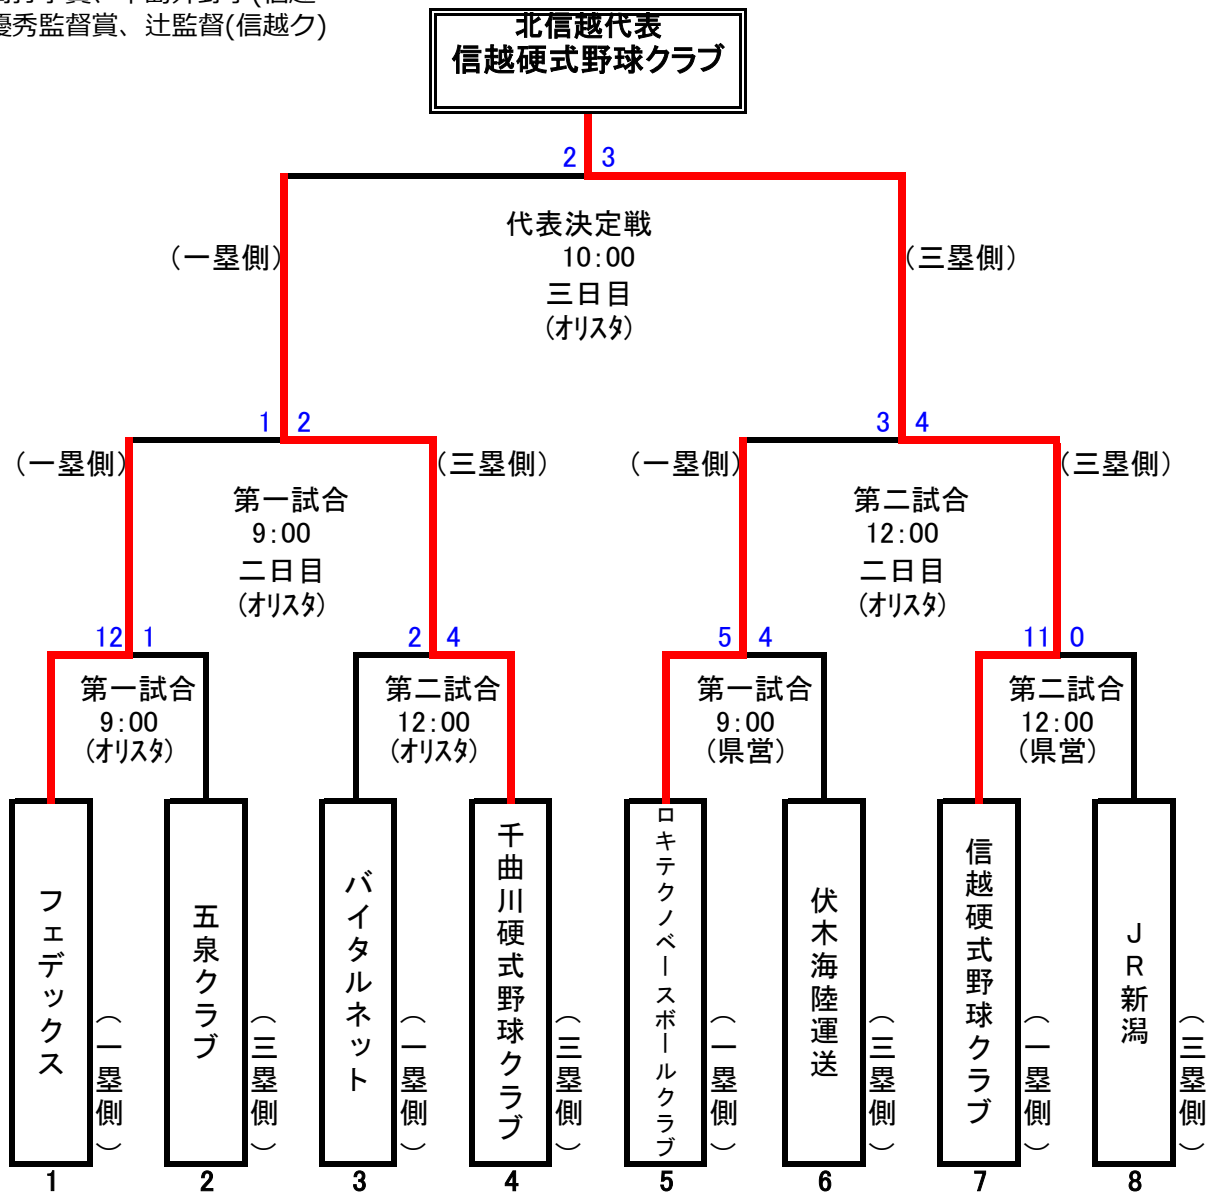 優秀監督賞、辻監督(信越ク)
北信越代表
信越硬式野球クラブ
2 3
代表決定戦
10:00
三日目
(オリスタ)
(一塁側)
(三塁側)
1 2
3 4
(一塁側)
(三塁側)
(一塁側)
(三塁側)
第一試合
9:00
二日目
(オリスタ)
第二試合
12:00
二日目
(オリスタ)
12 1
2 4
5 4
11 0
第一試合
9:00
(オリスタ)
第二試合
12:00
(オリスタ)
第一試合
9:00
(県営)
第二試合
12:00
(県営)
フェデックス
(一塁側)
五泉クラブ
(三塁側)
バイタルネット
(一塁側)
千曲川硬式野球クラブ
(三塁側)
ロキテクノベースボールクラブ
(一塁側)
伏木海陸運送
(三塁側)
信越硬式野球クラブ
(一塁側)
JR新潟
(三塁側)
1 2 3 4 5 6 7 8